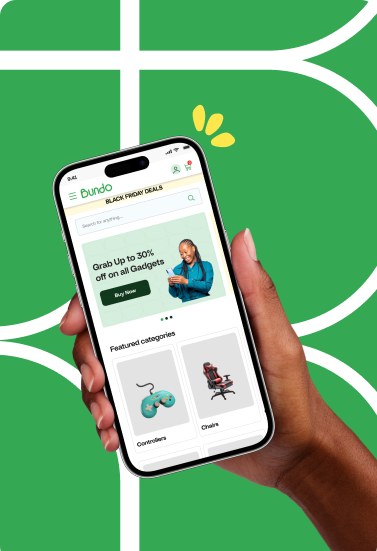 9:41
Bundo
BLACK FRIDAY DEALS
Search for anything...
Grab Up to 30%
off on all Gadgets
Buy Now
Featured categories
Controllers
Chairs